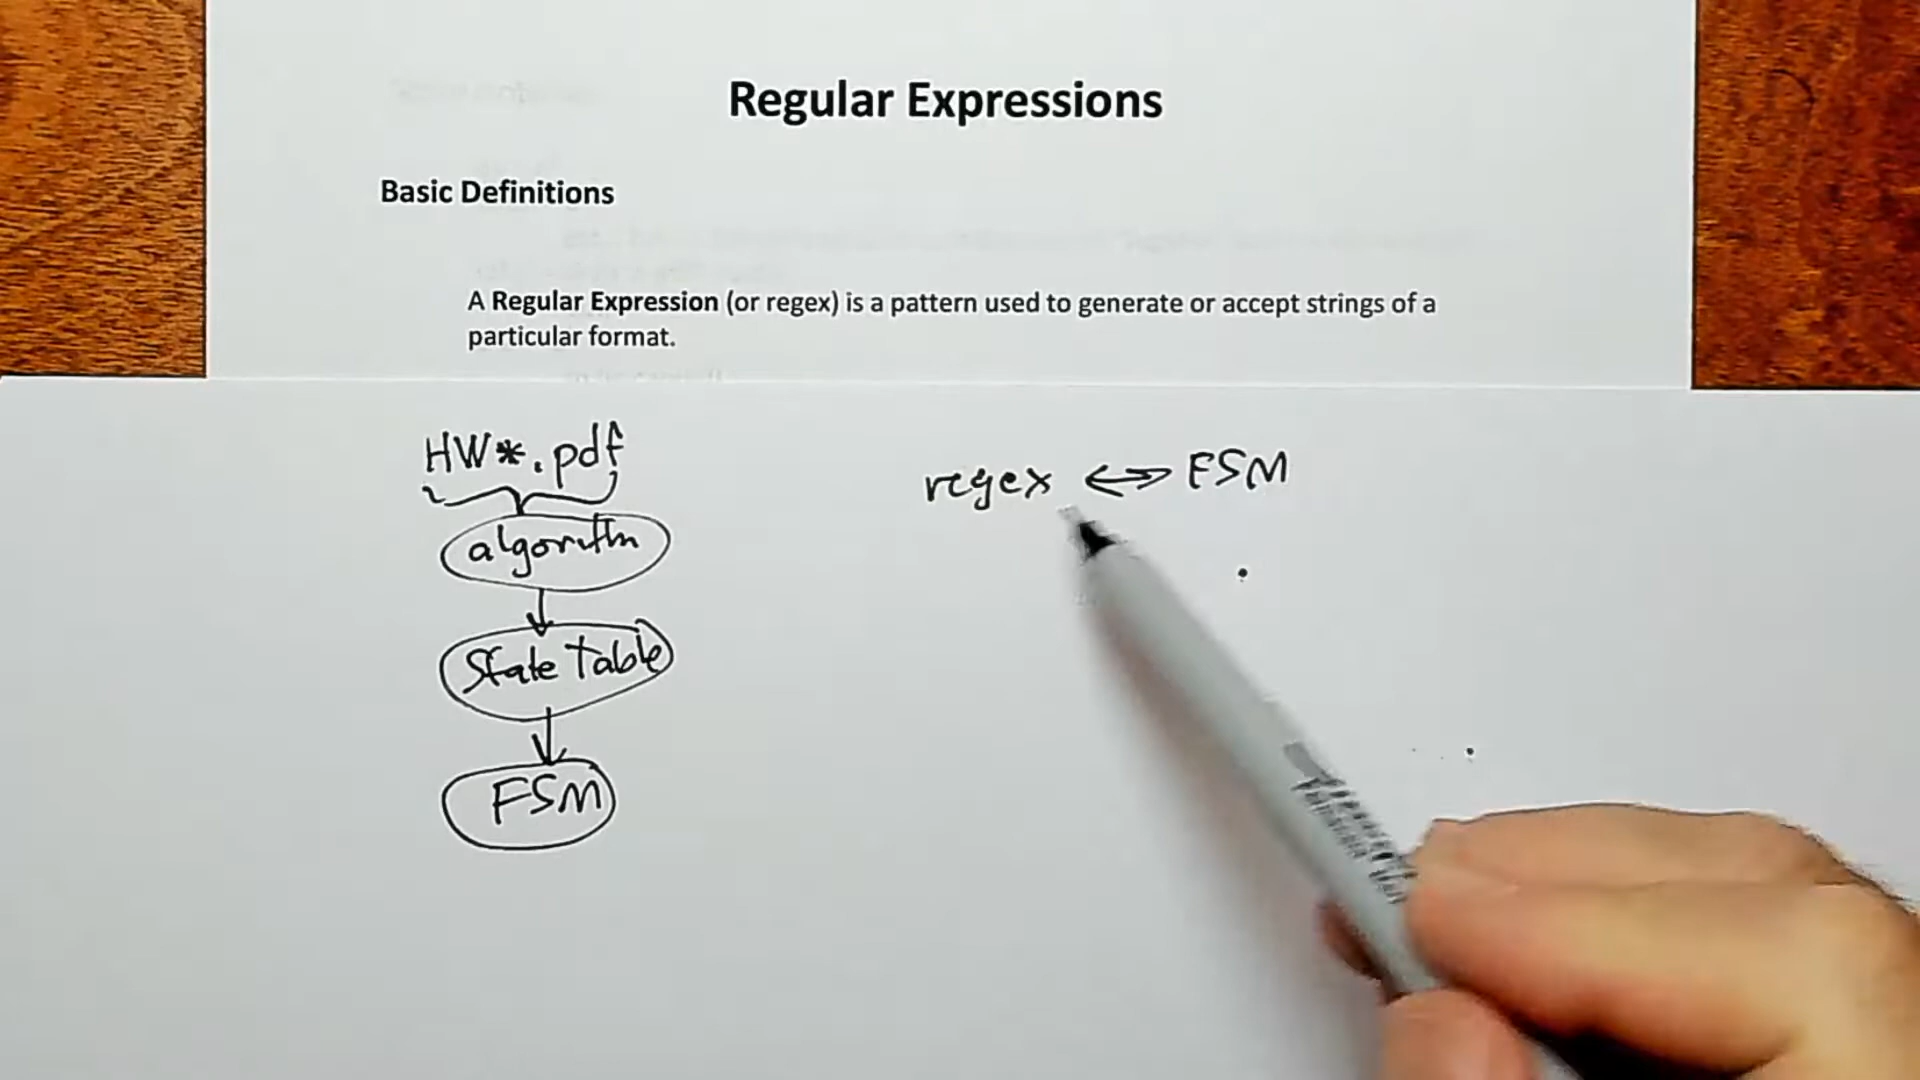 Regular Expressions
Basic Definitions
A Regular Expression (or regex) is a pattern used to generate or accept strings of a
particular format.
HW*.pdf
algorithm
State Table
FSM
regex ⟷ FSM